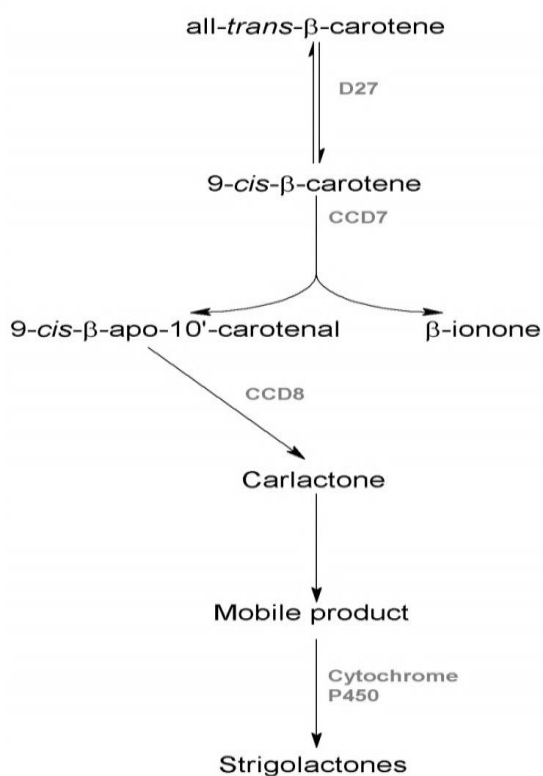 all-trans-β-carotene
D27
9-cis-β-carotene
CCD7
9-cis-β-apo-10'-carotenal
β-ionone
CCD8
Carlactone
Mobile product
Cytochrome
P450
Strigolactones